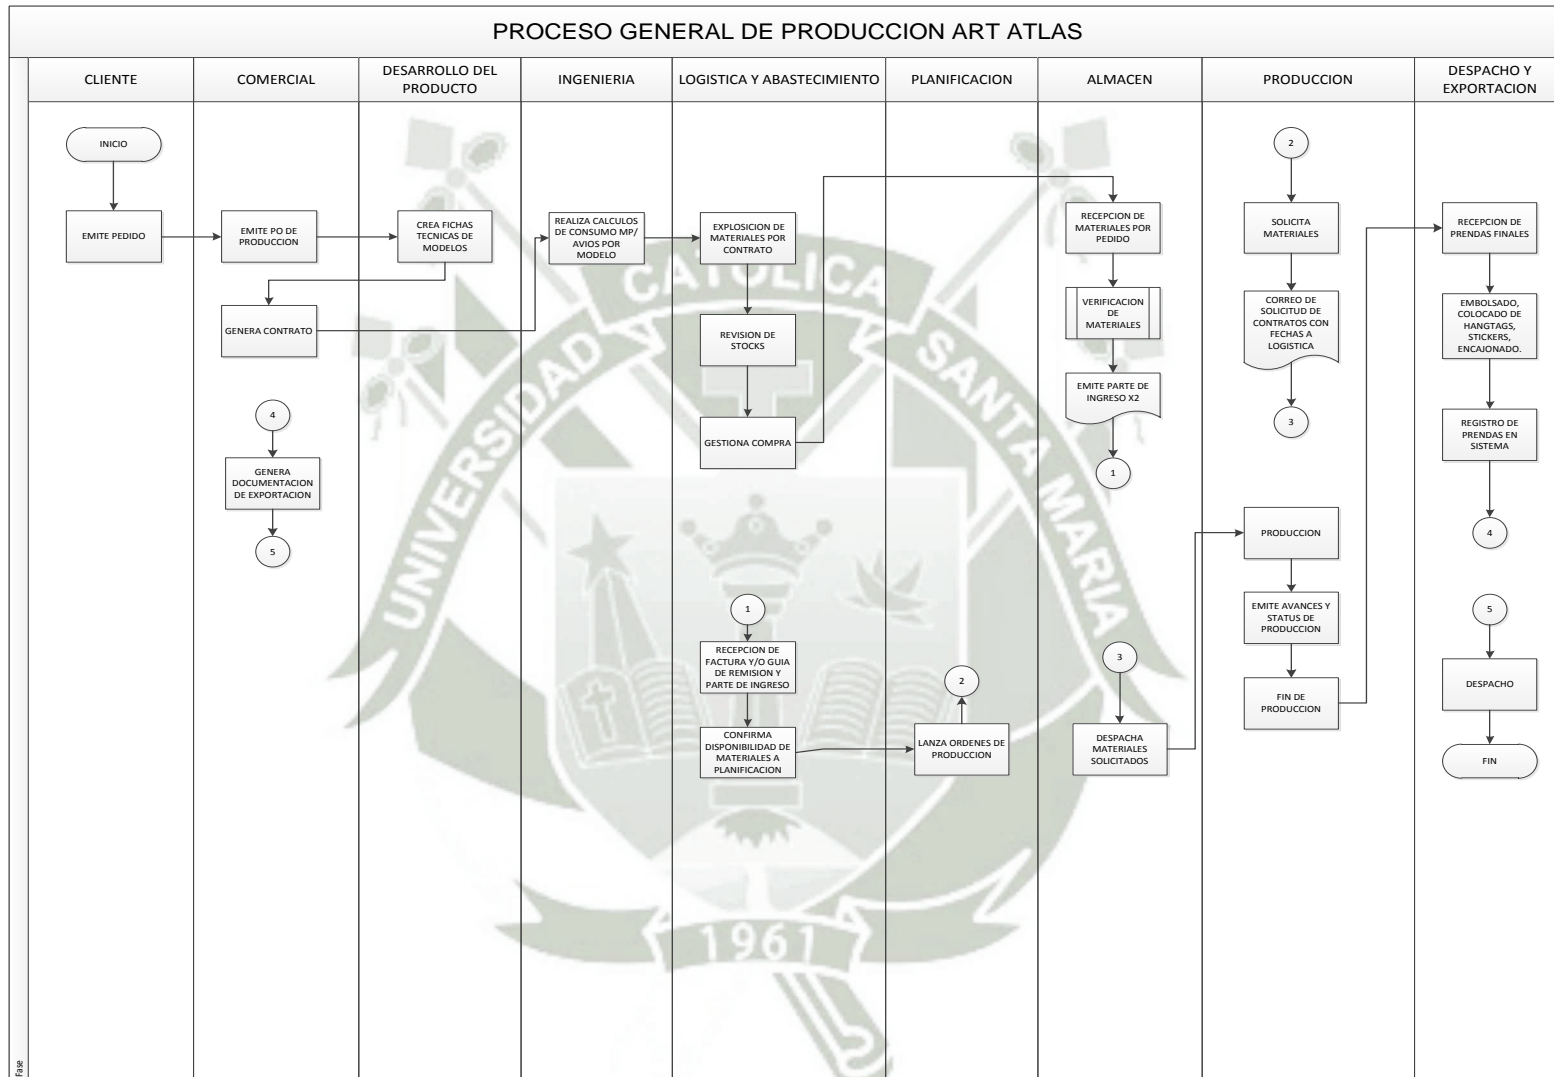 PROCESO GENERAL DE PRODUCCION ART ATLAS
CLIENTE
COMERCIAL
DESARROLLO DEL
PRODUCTO
INGENIERIA
LOGISTICA Y ABASTECIMIENTO
PLANIFICACION
ALMACEN
PRODUCCION
DESPACHO Y
EXPORTACION
INICIO
EMITE PEDIDO
EMITE PO DE
PRODUCCION
GENERA CONTRATO
4
GENERA
DOCUMENTACION
DE EXPORTACION
5
CREA FICHAS
TECNICAS DE
MODELOS
REALIZA CALCULOS
DE CONSUMO MP/
AVIOS POR
MODELO
EXPLOSICION DE
MATERIALES POR
CONTRATO
REVISION DE
STOCKS
GESTIONA COMPRA
1
RECEPCION DE
FACTURA Y/O GUIA
DE REMISION Y
PARTE DE INGRESO
CONFIRMA
DISPONIBILIDAD DE
MATERIALES A
PLANIFICACION
2
LANZA ORDENES DE
PRODUCCION
RECEPCION DE
MATERIALES POR
PEDIDO
VERIFICACION
DE
MATERIALES
EMITE PARTE DE
INGRESO X2
1
3
DESPACHA
MATERIALES
SOLICITADOS
2
SOLICITA
MATERIALES
CORREO DE
SOLICITUD DE
CONTRATOS CON
FECHAS A
LOGISTICA
3
PRODUCCION
EMITE AVANCES Y
STATUS DE
PRODUCCION
FIN DE
PRODUCCION
RECEPCION DE
PRENDAS FINALES
EMBOLSADO,
COLOCADO DE
HANGTAGS,
STICKERS,
ENCAJONADO.
REGISTRO DE
PRENDAS EN
SISTEMA
4
5
DESPACHO
FIN
Fase
UNIVERSIDAD CATOLICA SANTA MARIA
1961